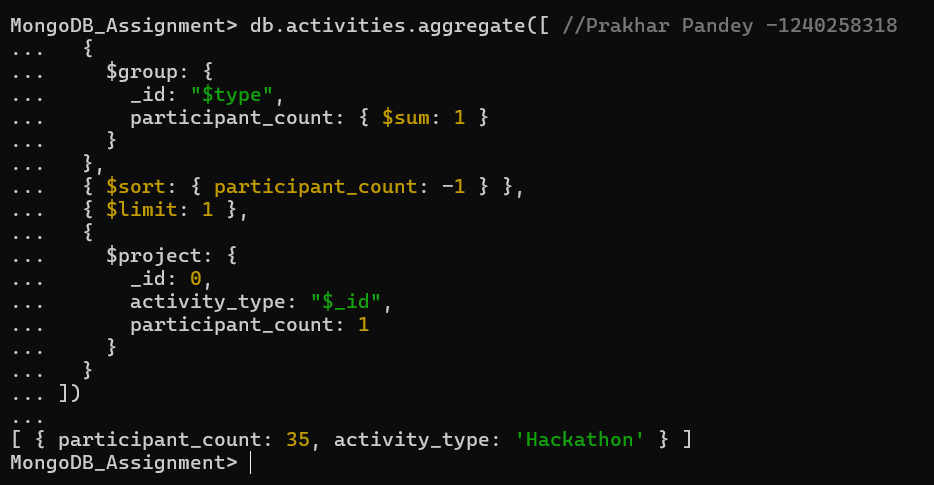 MongoDB_Assignment> db.activities.aggregate([ //Prakhar Pandey -1240258318
...   {
...     $group: {
...       _id: "$type",
...       participant_count: { $sum: 1 }
...     }
...   },
...   { $sort: { participant_count: -1 } },
...   { $limit: 1 },
...   {
...     $project: {
...       _id: 0,
...       activity_type: "$_id",
...       participant_count: 1
...     }
...   }
... ])
...
[ { participant_count: 35, activity_type: 'Hackathon' } ]
MongoDB_Assignment>